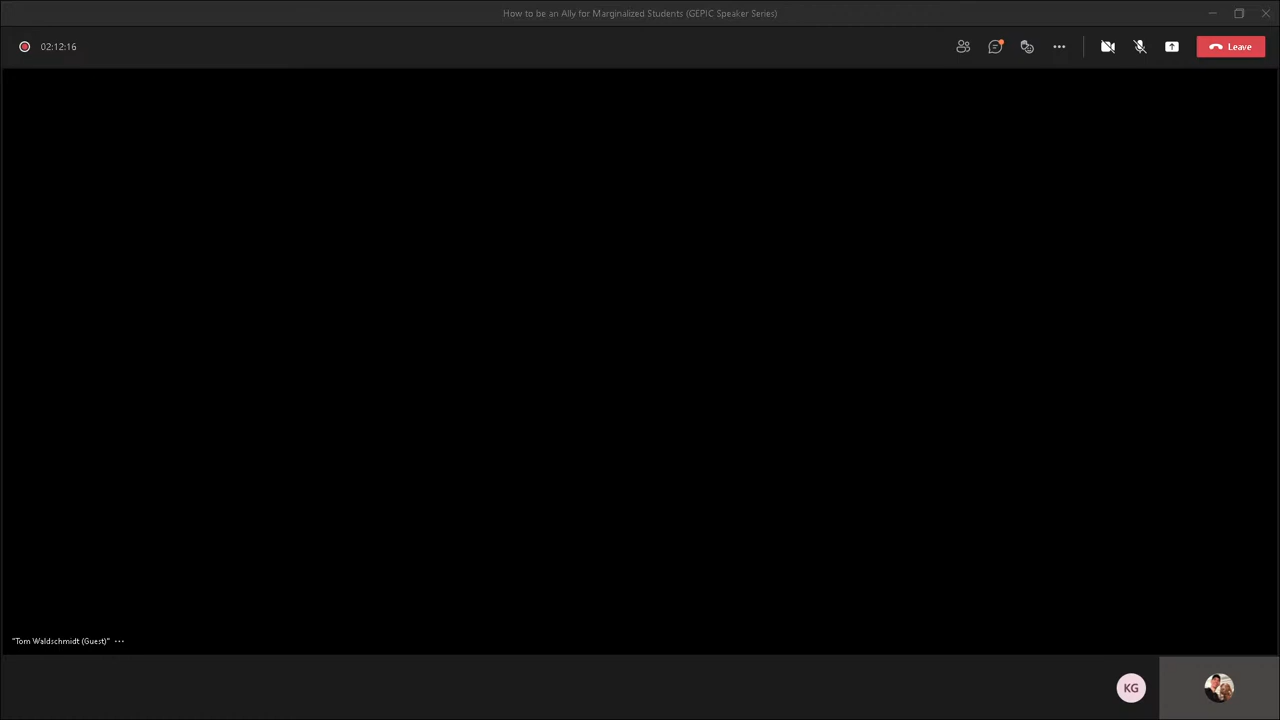 How to be an Ally for Marginalized Students (GEPIC Speaker Series)
02:12:16
Leave
"Tom Waldschmidt (Guest)"
KG